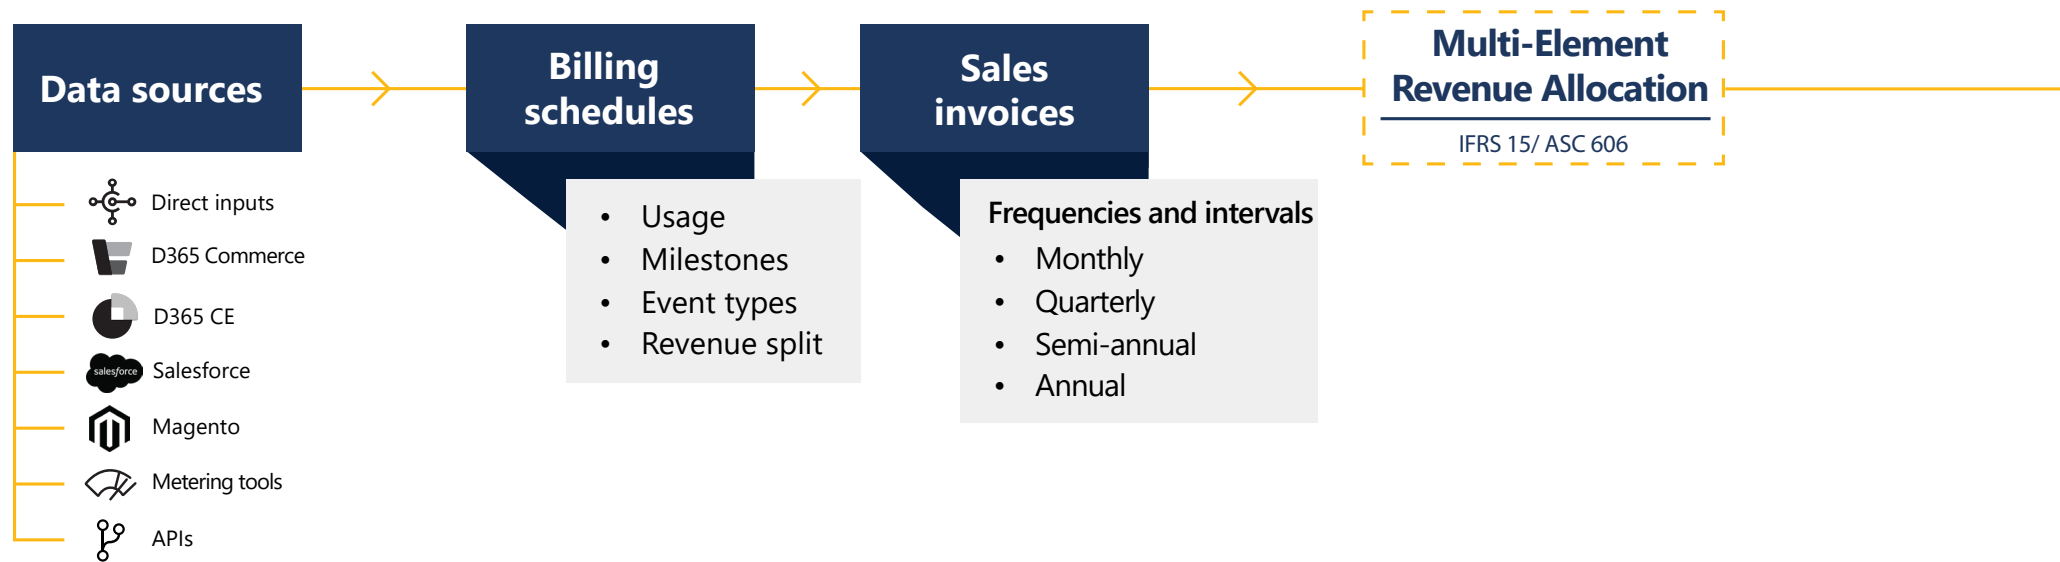 Data sources
Direct inputs
D365 Commerce
D365 CE
salesforce
Salesforce
Magento
Metering tools
APIs
Billing
schedules
• Usage
• Milestones
• Event types
• Revenue split
Sales
invoices
Frequencies and intervals
• Monthly
• Quarterly
• Semi-annual
• Annual
Multi-Element
Revenue Allocation
IFRS 15/ ASC 606